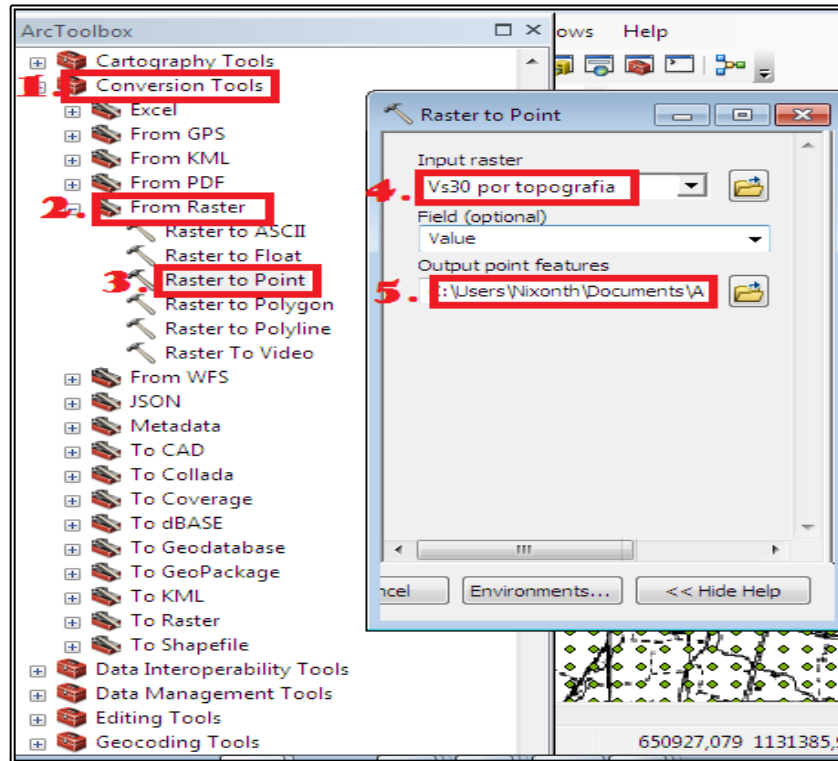 ArcToolbox
Cartography Tools
1. Conversion Tools
Excel
From GPS
From KML
From PDF
2. From Raster
Raster to ASCII
Raster to Float
3. Raster to Point
Raster to Polygon
Raster to Polyline
Raster To Video
From WFS
JSON
Metadata
To CAD
To Collada
To Coverage
To dBASE
To Geodatabase
To GeoPackage
To KML
To Raster
To Shapefile
Data Interoperability Tools
Data Management Tools
Editing Tools
Geocoding Tools
ows Help
Raster to Point
Input raster
4. Vs30 por topografia
Field (optional)
Value
Output point features
5. :\Users\Nixonth\Documents\A
ncel
Environments...
<< Hide Help
650927,079 1131385,